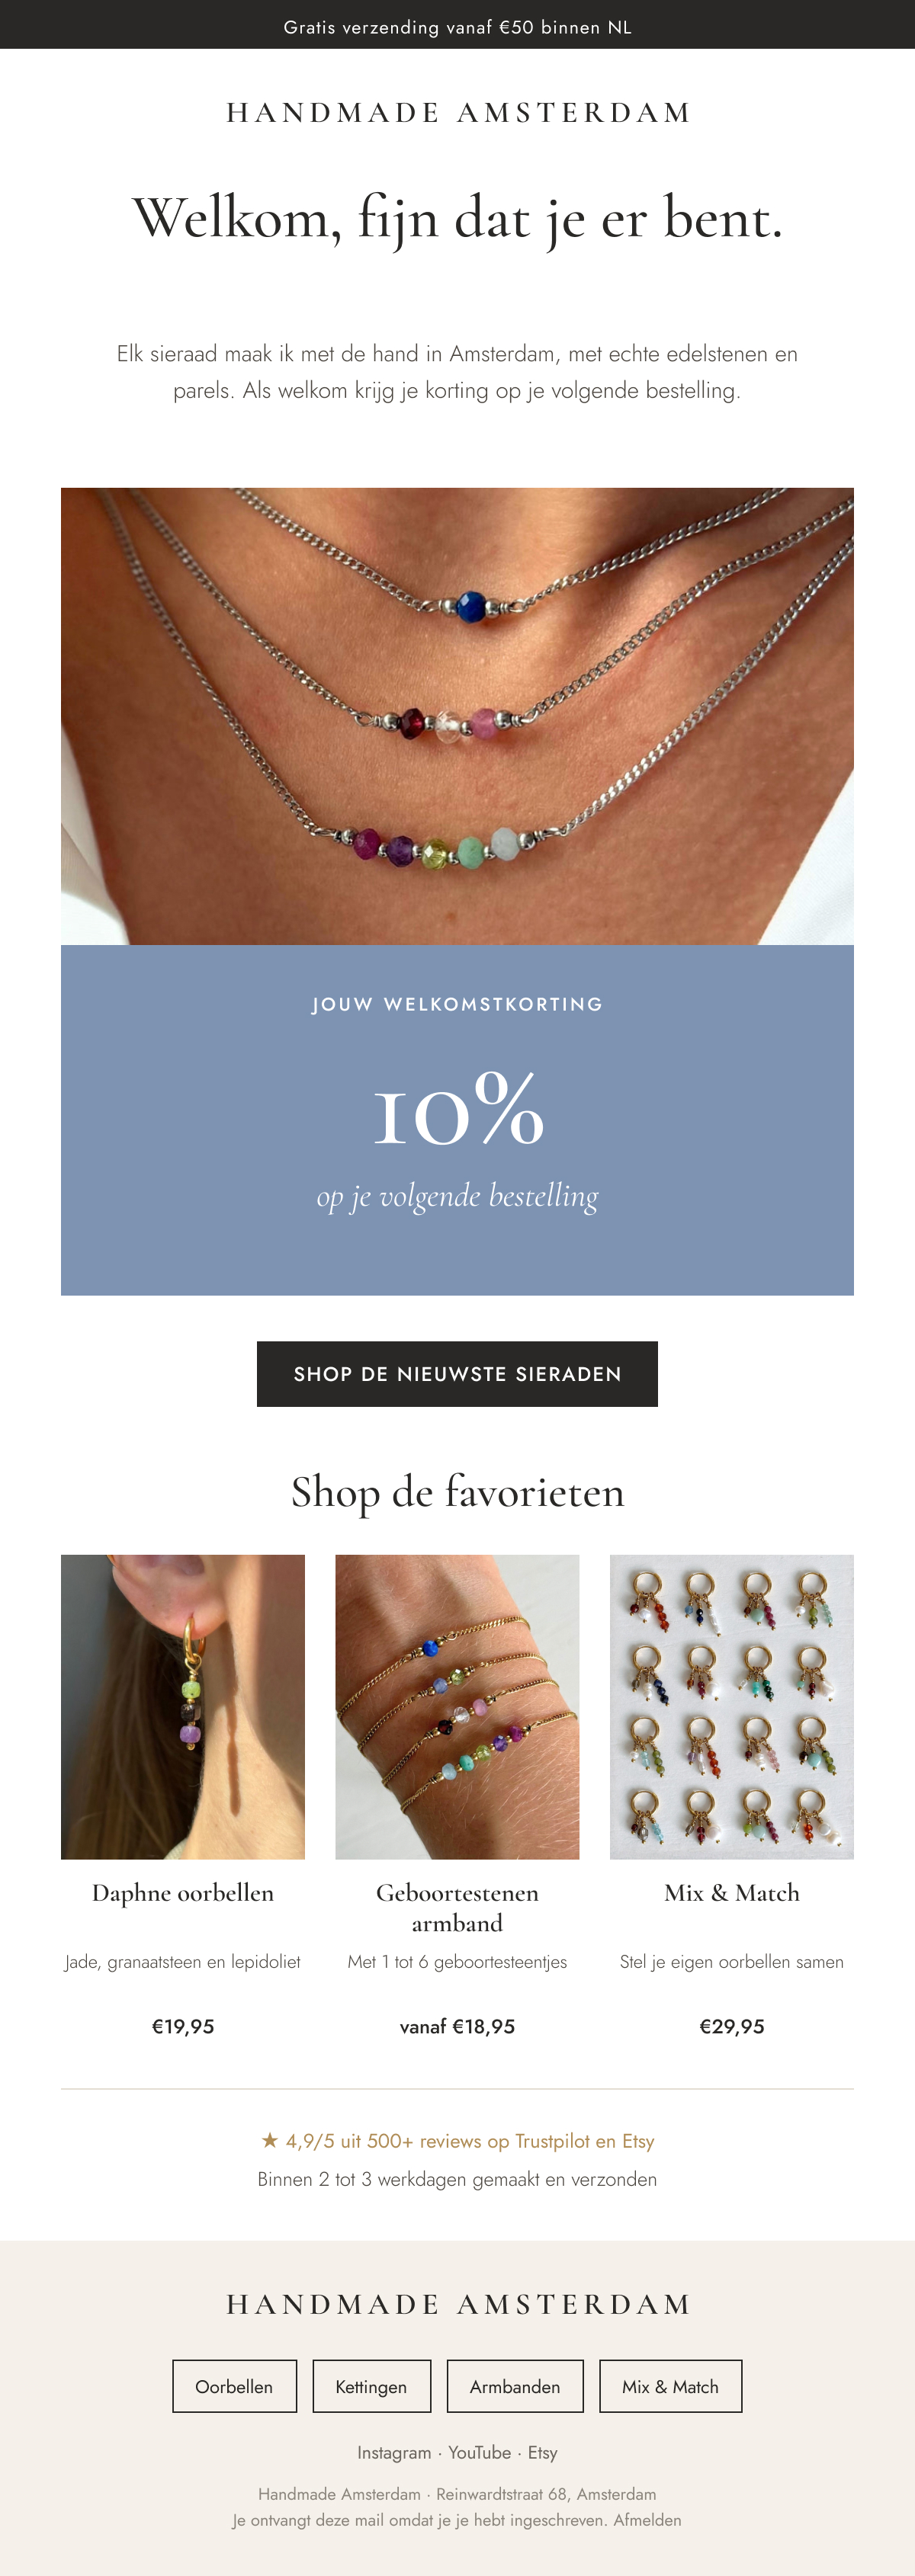 Gratis verzending vanaf €50 binnen NL
HANDMADE AMSTERDAM
Welkom, fijn dat je er bent.
Elk sieraad maak ik met de hand in Amsterdam, met echte edelstenen en
parels. Als welkom krijg je korting op je volgende bestelling.
JOUW WELKOMSTKORTING
10%
op je volgende bestelling
SHOP DE NIEUWSTE SIERADEN
Shop de favorieten
Daphne oorbellen
Jade, granaatsteen en lepidoliet
€19,95
Geboortestenen
armband
Met 1 tot 6 geboortesteentjes
vanaf €18,95
Mix & Match
Stel je eigen oorbellen samen
€29,95
★ 4,9/5 uit 500+ reviews op Trustpilot en Etsy
Binnen 2 tot 3 werkdagen gemaakt en verzonden
HANDMADE AMSTERDAM
Oorbellen Kettingen Armbanden Mix & Match
Instagram · YouTube · Etsy
Handmade Amsterdam · Reinwardtstraat 68, Amsterdam
Je ontvangt deze mail omdat je je hebt ingeschreven. Afmelden